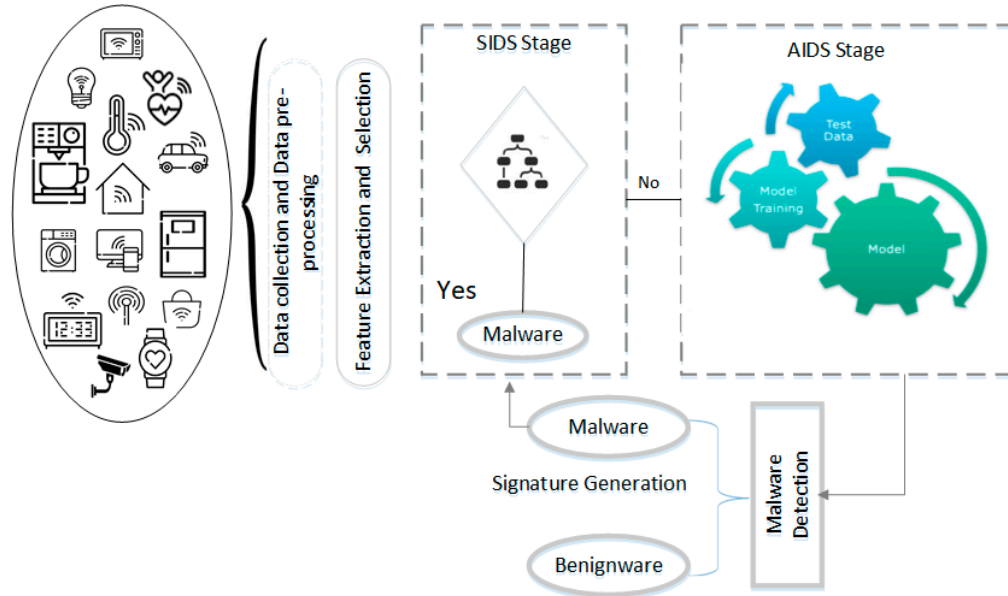 Data collection and Data pre-
processing
Feature Extraction and Selection
SIDS Stage
Yes
Malware
No
AIDS Stage
Test
Data
Model
Training
Model
Malware
Signature Generation
Benignware
Malware
Detection
12:33